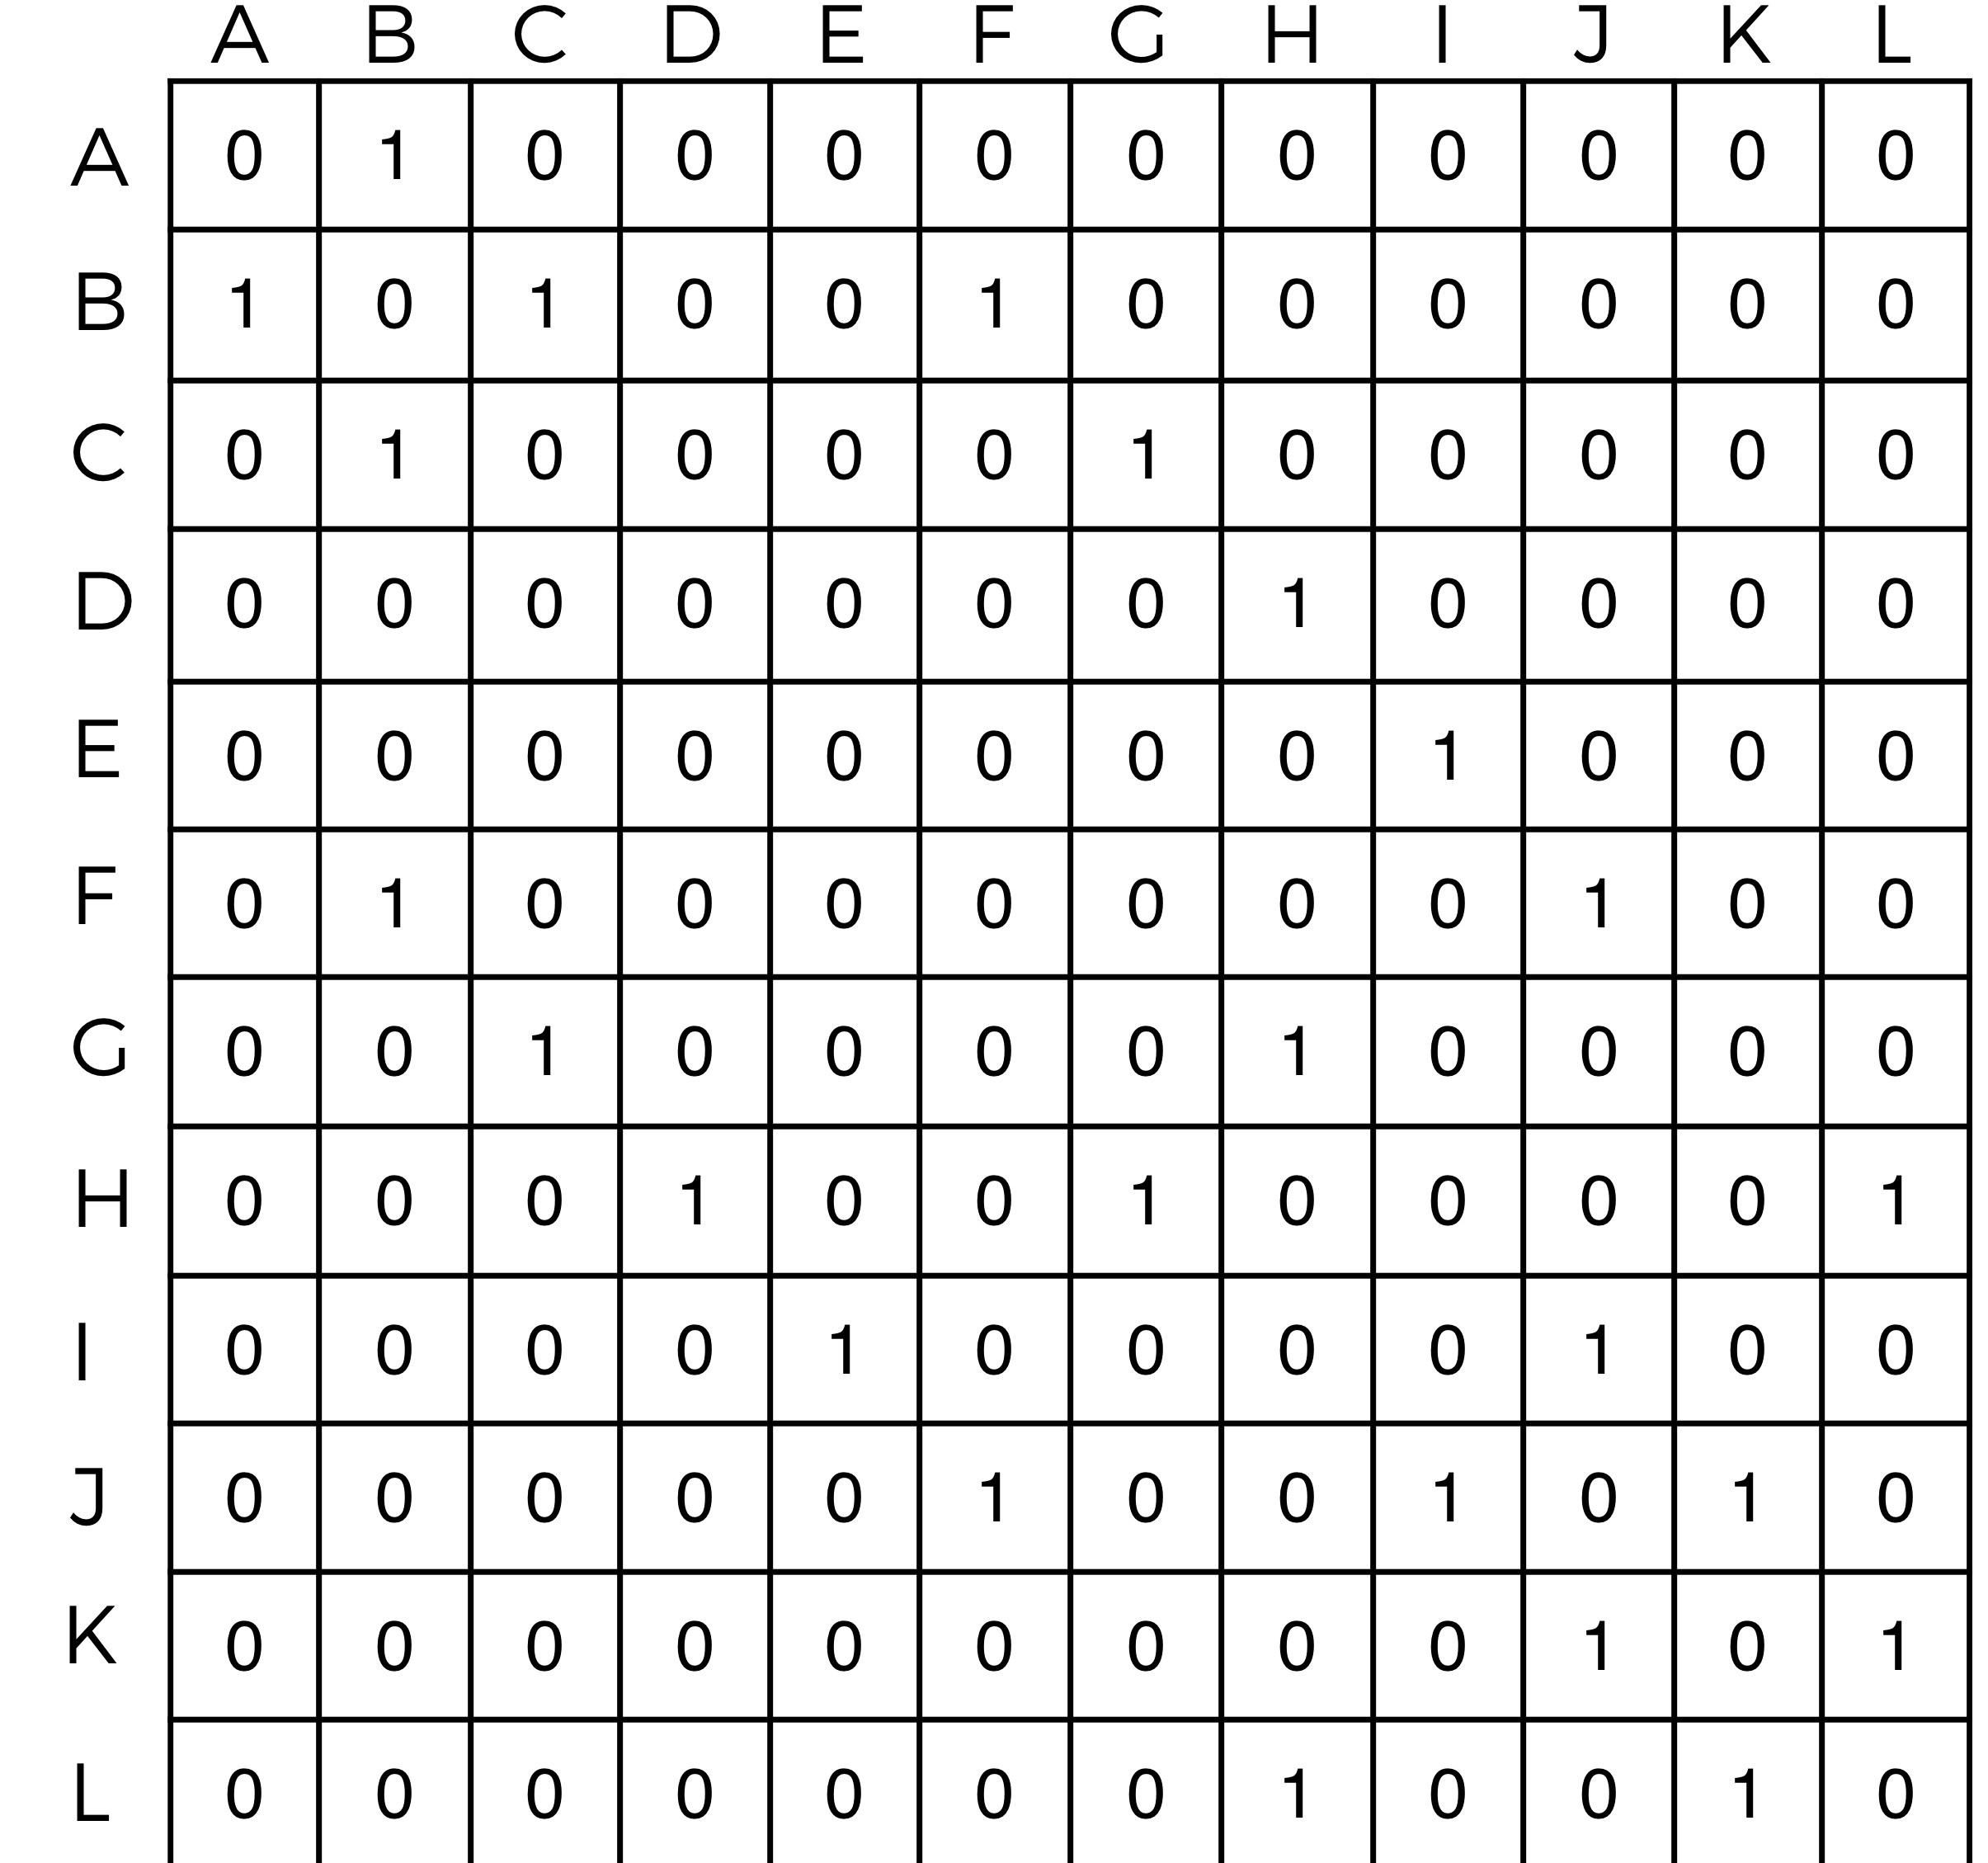 A B C D E F G H I J K L
A 0 1 0 0 0 0 0 0 0 0 0 0
B 1 0 1 0 0 1 0 0 0 0 0 0
C 0 1 0 0 0 0 1 0 0 0 0 0
D 0 0 0 0 0 0 0 1 0 0 0 0
E 0 0 0 0 0 0 0 0 1 0 0 0
F 0 1 0 0 0 0 0 0 0 1 0 0
G 0 0 1 0 0 0 0 1 0 0 0 0
H 0 0 0 1 0 0 1 0 0 0 0 1
I 0 0 0 0 1 0 0 0 0 1 0 0
J 0 0 0 0 0 1 0 0 1 0 1 0
K 0 0 0 0 0 0 0 0 0 1 0 1
L 0 0 0 0 0 0 0 1 0 0 1 0